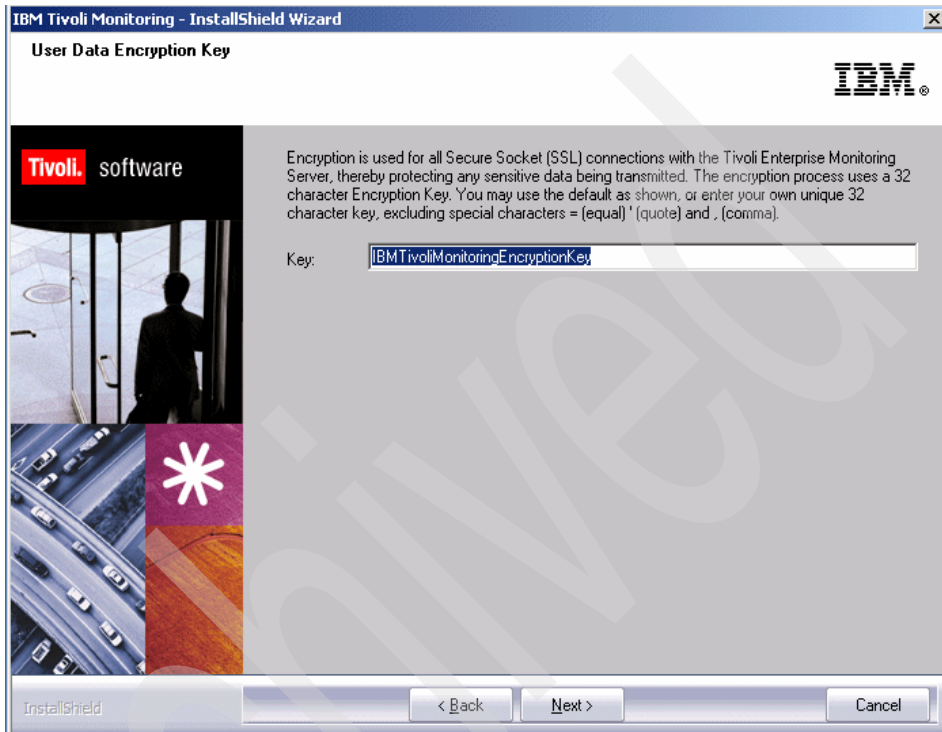 IBM Tivoli Monitoring - InstallShield Wizard
User Data Encryption Key
IBM®
Tivoli. software
Encryption is used for all Secure Socket (SSL) connections with the Tivoli Enterprise Monitoring
Server, thereby protecting any sensitive data being transmitted. The encryption process uses a 32
character Encryption Key. You may use the default as shown, or enter your own unique 32
character key, excluding special characters = (equal) ' (quote) and , (comma).
Key: IBMTivoliMonitoringEncryptionKey
InstallShield
< Back Next > Cancel